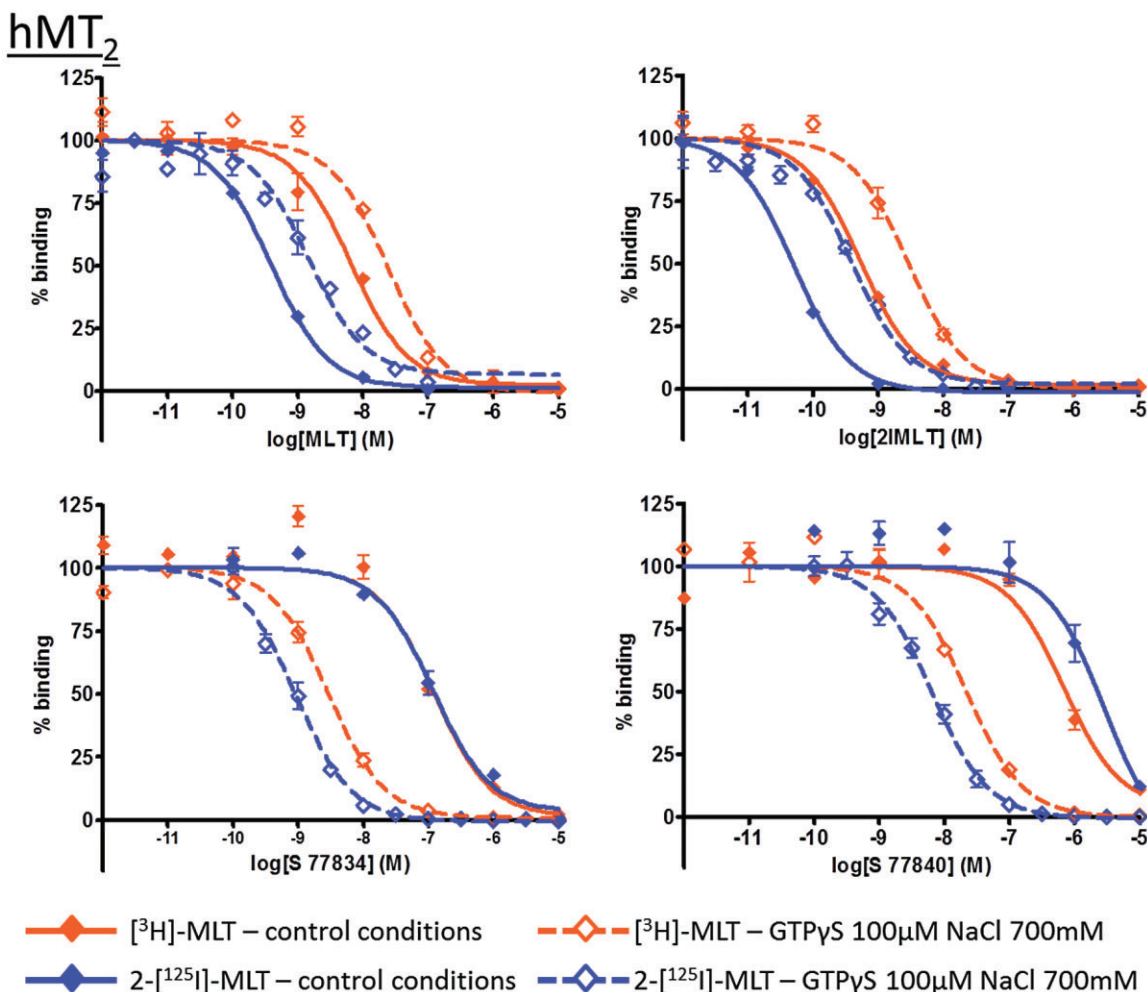 hMT2
125
100
75
50
25
0
% binding
-11 -10 -9 -8 -7 -6 -5
log[MLT] (M)
125
100
75
50
25
0
% binding
-11 -10 -9 -8 -7 -6 -5
log[2IMLT] (M)
125
100
75
50
25
0
% binding
-11 -10 -9 -8 -7 -6 -5
log[S 77834] (M)
125
100
75
50
25
0
% binding
-11 -10 -9 -8 -7 -6 -5
log[S 77840] (M)
[³H]-MLT – control conditions
[³H]-MLT – GTPγS 100µM NaCl 700mM
2-[¹²⁵I]-MLT – control conditions
2-[¹²⁵I]-MLT – GTPγS 100µM NaCl 700mM